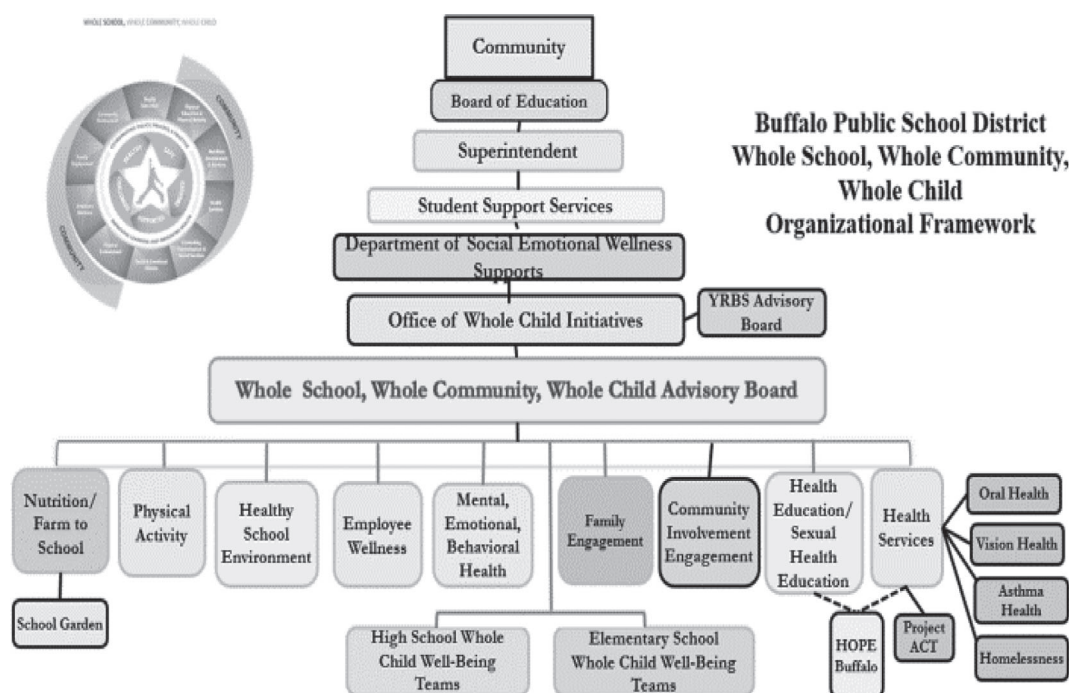 WHOLE SCHOOL, WHOLE COMMUNITY, WHOLE CHILD
COMMUNITY
COMMUNITY
Community
Board of Education
Superintendent
Student Support Services
Department of Social Emotional Wellness
Supports
Office of Whole Child Initiatives
YRBS Advisory
Board
Buffalo Public School District
Whole School, Whole Community,
Whole Child
Organizational Framework
Whole School, Whole Community, Whole Child Advisory Board
Nutrition/
Farm to
School
Physical
Activity
Healthy
School
Environment
Employee
Wellness
Mental,
Emotional,
Behavioral
Health
Family
Engagement
Community
Involvement
Engagement
Health
Education/
Sexual
Health
Education
Health
Services
Oral Health
Vision Health
Asthma
Health
Homelessness
School Garden
High School Whole
Child Well-Being
Teams
Elementary School
Whole Child Well-Being
Teams
HOPE
Buffalo
Project
ACT